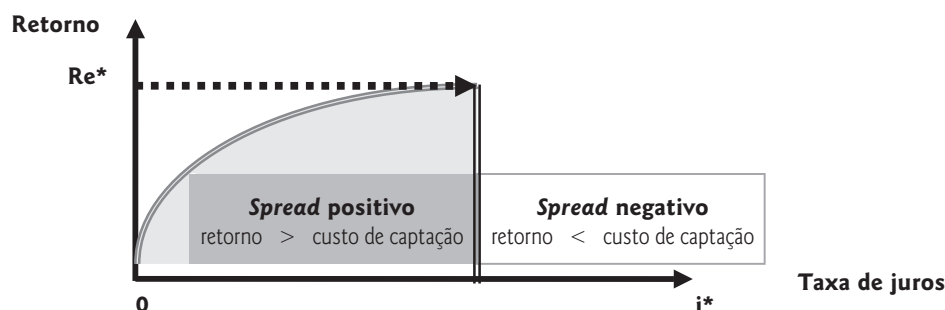 Retorno
Re*
Spread positivo
retorno > custo de captação
Spread negativo
retorno < custo de captação
Taxa de juros
0
i*